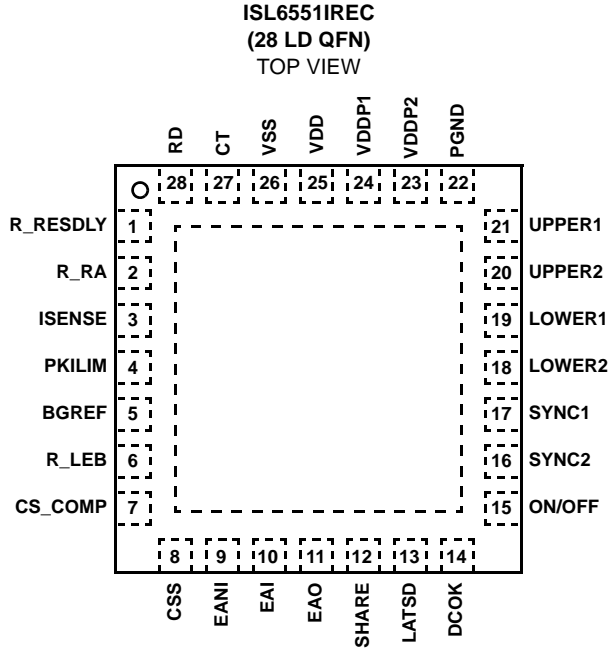 ISL6551IREC
(28 LD QFN)
TOP VIEW
RD
CT
VSS
VDD
VDDP1
VDDP2
PGND
28 27 26 25 24 23 22
R_RESDLY 1 21 UPPER1
R_RA 2 20 UPPER2
ISENSE 3 19 LOWER1
PKILIM 4 18 LOWER2
BGREF 5 17 SYNC1
R_LEB 6 16 SYNC2
CS_COMP 7 15 ON/OFF
8 9 10 11 12 13 14
CSS
EANI
EAI
EAO
SHARE
LATSD
DCOK